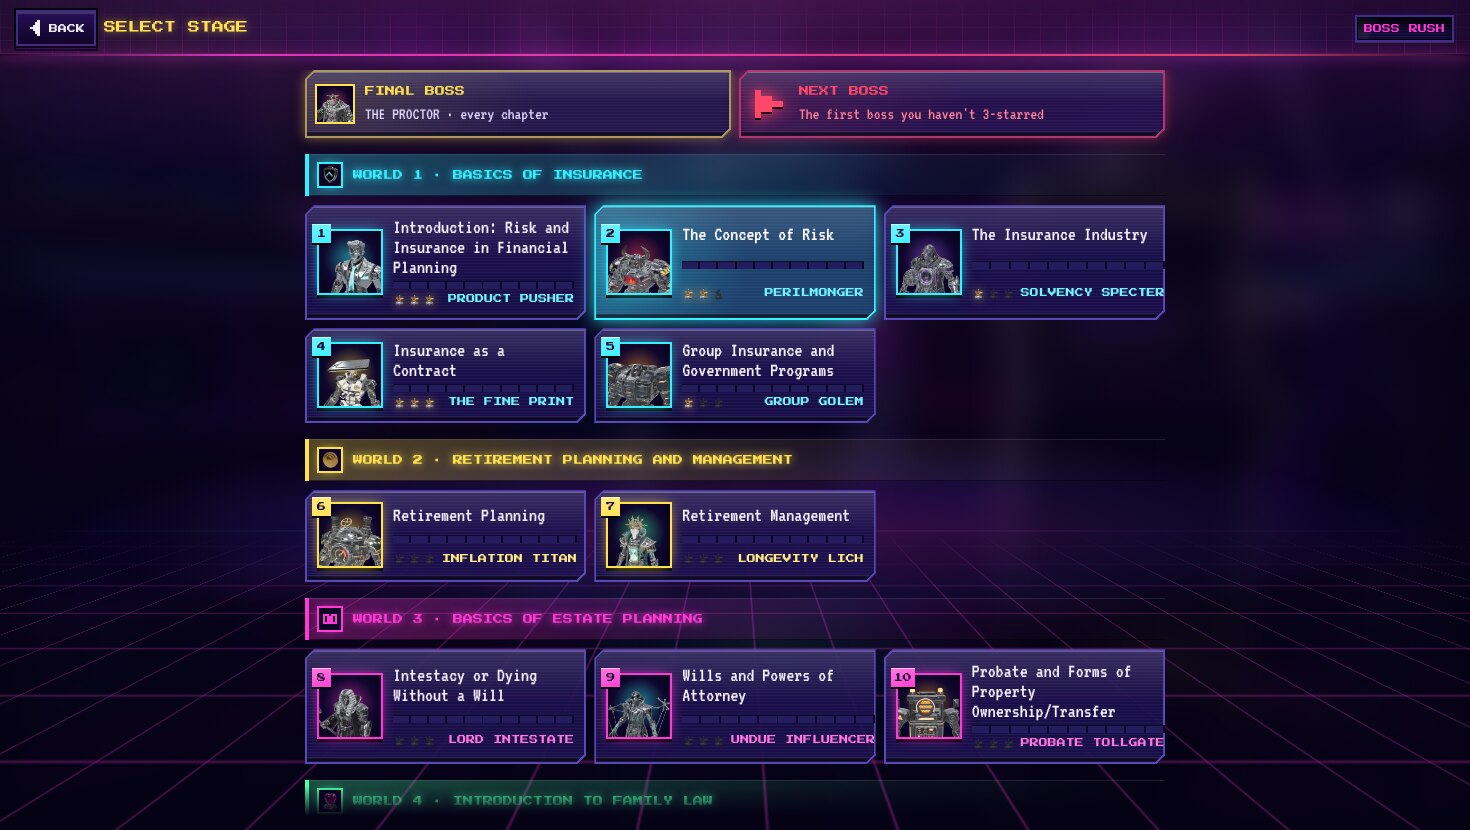 BACK
SELECT STAGE
BOSS RUSH
FINAL BOSS
THE PROCTOR · every chapter
NEXT BOSS
The first boss you haven't 3-starred
WORLD 1 · BASICS OF INSURANCE
1
Introduction: Risk and
Insurance in Financial
Planning
PRODUCT PUSHER
2
The Concept of Risk
PERILMONGER
3
The Insurance Industry
SOLVENCY SPECTER
4
Insurance as a
Contract
THE FINE PRINT
5
Group Insurance and
Government Programs
GROUP GOLEM
WORLD 2 · RETIREMENT PLANNING AND MANAGEMENT
6
Retirement Planning
INFLATION TITAN
7
Retirement Management
LONGEVITY LICH
WORLD 3 · BASICS OF ESTATE PLANNING
8
Intestacy or Dying
Without a Will
LORD INTESTATE
9
Wills and Powers of
Attorney
UNDUE INFLUENCER
10
Probate and Forms of
Property
Ownership/Transfer
PROBATE TOLLGATE
WORLD 4 · INTRODUCTION TO FAMILY LAW